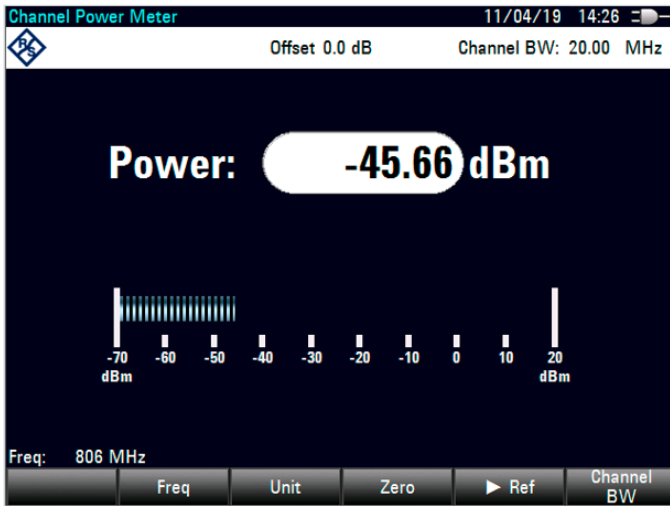 Channel Power Meter 11/04/19 14:26
R&S Offset 0.0 dB Channel BW: 20.00 MHz
Power: -45.66 dBm
-70 -60 -50 -40 -30 -20 -10 0 10 20
dBm dBm
Freq: 806 MHz
Freq Unit Zero ▶ Ref Channel
BW